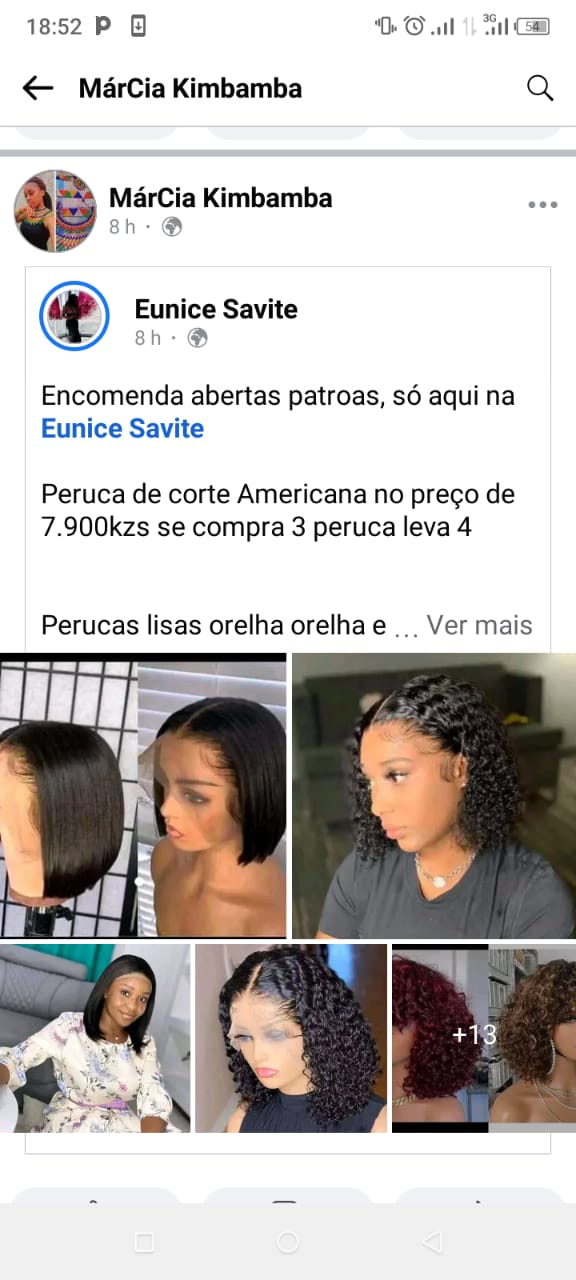 18:52
3G
54
MárCia Kimbamba
MárCia Kimbamba
8 h ·
Eunice Savite
8 h ·
Encomenda abertas patroas, só aqui na
Eunice Savite
Peruca de corte Americana no preço de
7.900kzs se compra 3 peruca leva 4
Perucas lisas orelha orelha e ... Ver mais
+13